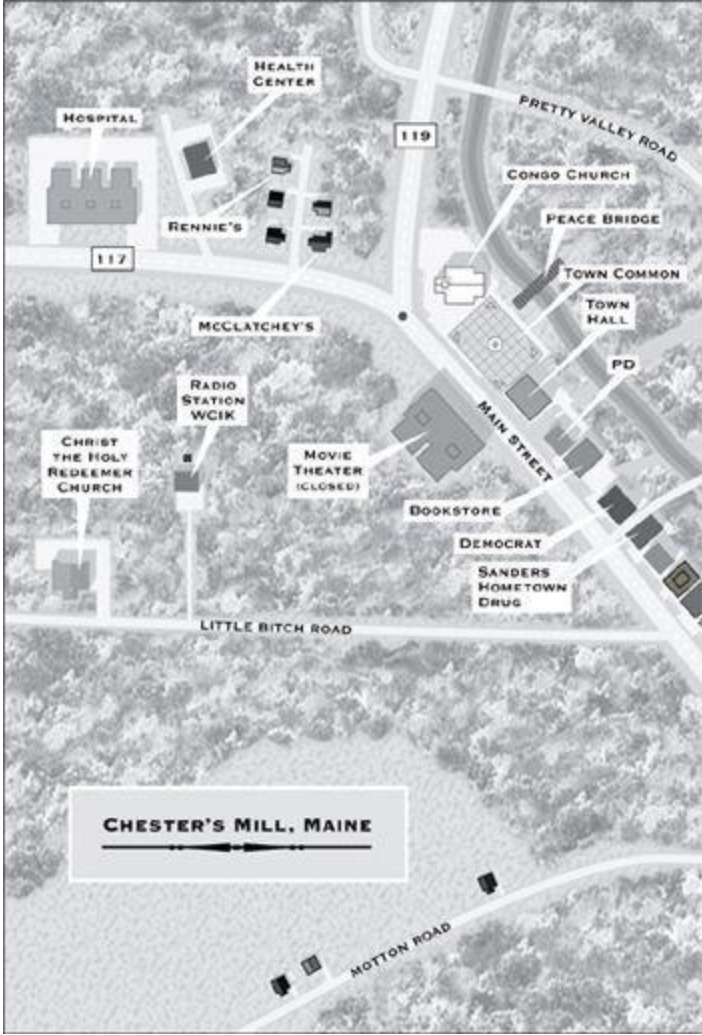 HEALTH
CENTER
HOSPITAL
119
PRETTY VALLEY ROAD
CONGO CHURCH
PEACE BRIDGE
RENNIE'S
117
TOWN COMMON
TOWN
HALL
MCCLATCHEY'S
PD
RADIO
STATION
WCIK
MAIN STREET
CHRIST
THE HOLY
REDEEMER
CHURCH
MOVIE
THEATER
(CLOSED)
BOOKSTORE
DEMOCRAT
SANDERS
HOMETOWN
DRUG
LITTLE BITCH ROAD
CHESTER'S MILL, MAINE
MOTTON ROAD